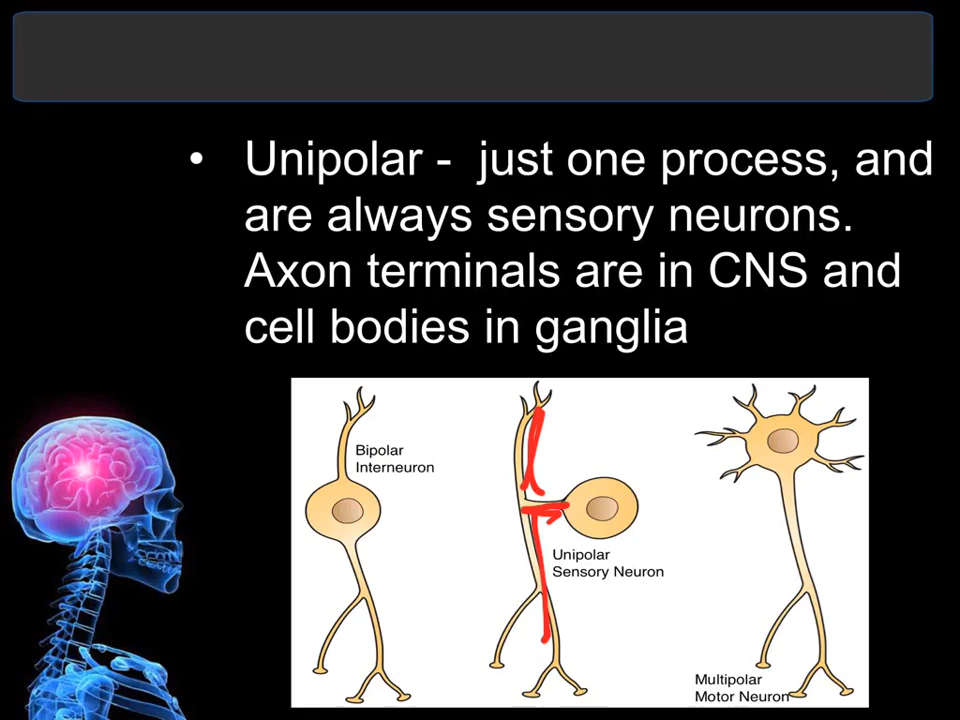 • Unipolar -  just one process, and
are always sensory neurons.
Axon terminals are in CNS and
cell bodies in ganglia
Bipolar
Interneuron
Unipolar
Sensory Neuron
Multipolar
Motor Neuron